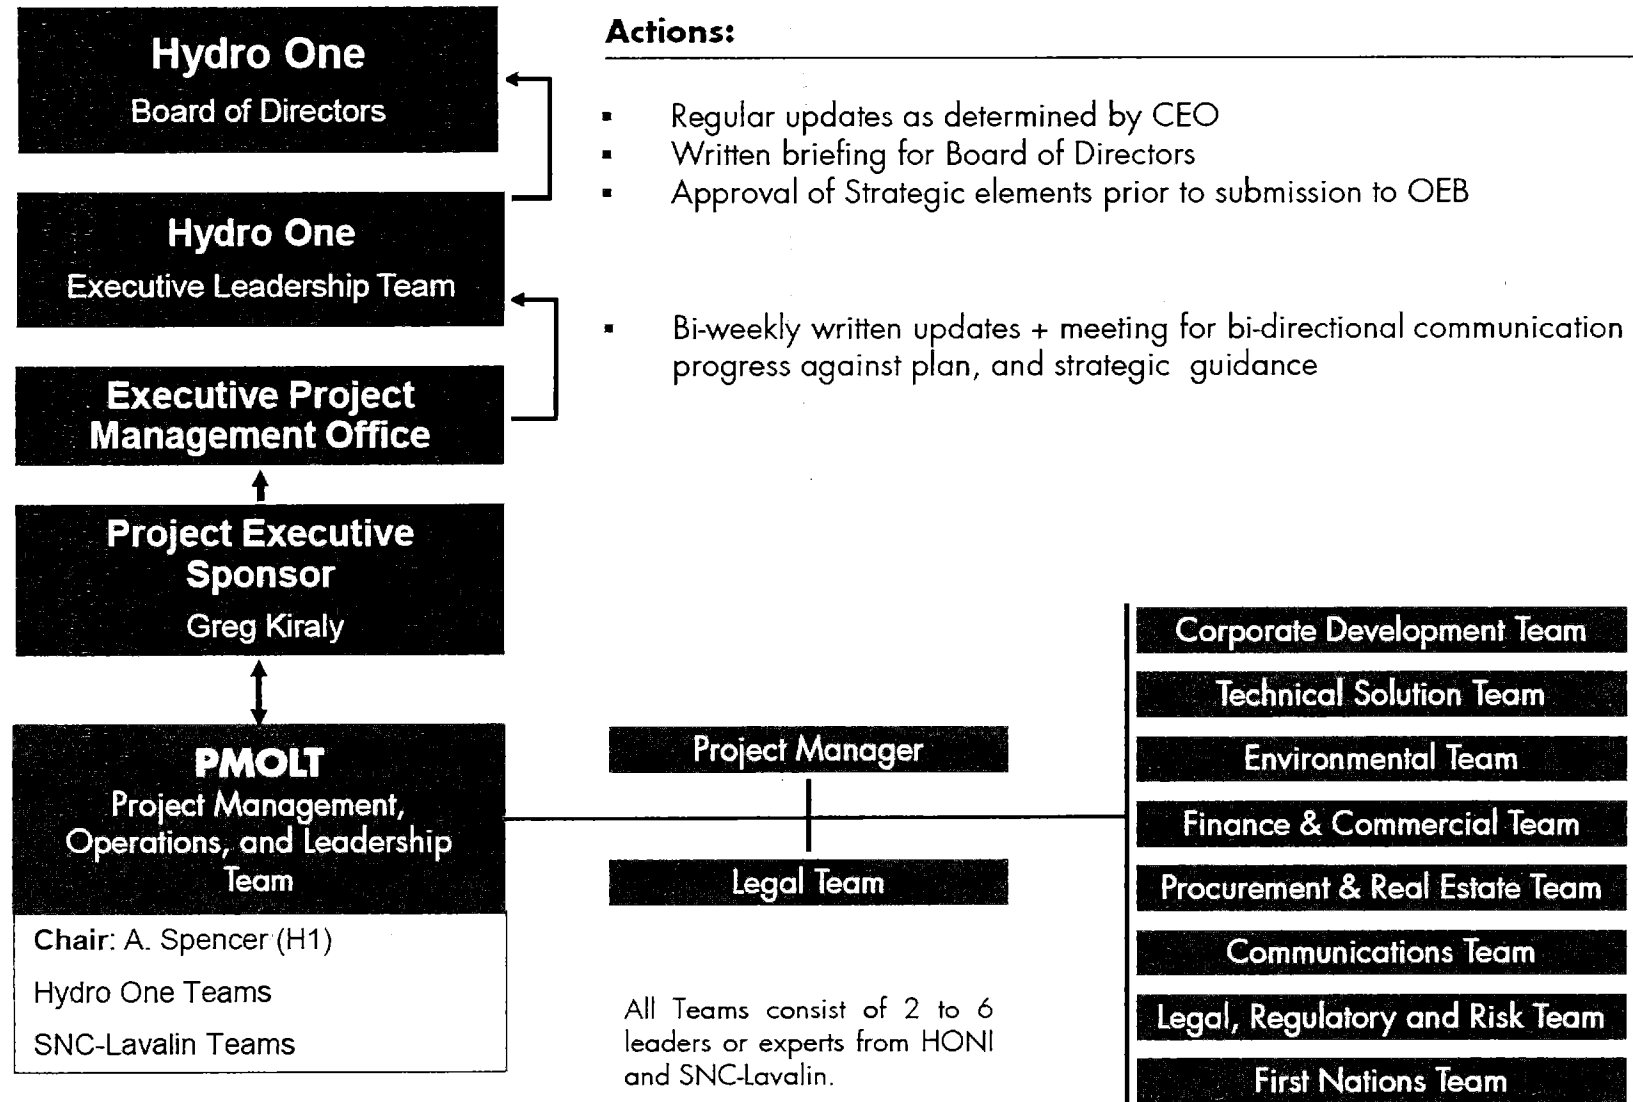 Hydro One
Board of Directors
Hydro One
Executive Leadership Team
Executive Project
Management Office
Project Executive
Sponsor
Greg Kiraly
PMOLT
Project Management,
Operations, and Leadership
Team
Chair: A. Spencer (H1)
Hydro One Teams
SNC-Lavalin Teams
Actions:
▪ Regular updates as determined by CEO
▪ Written briefing for Board of Directors
▪ Approval of Strategic elements prior to submission to OEB
▪ Bi-weekly written updates + meeting for bi-directional communication
progress against plan, and strategic guidance
Project Manager
Legal Team
All Teams consist of 2 to 6
leaders or experts from HONI
and SNC-Lavalin.
Corporate Development Team
Technical Solution Team
Environmental Team
Finance & Commercial Team
Procurement & Real Estate Team
Communications Team
Legal, Regulatory and Risk Team
First Nations Team